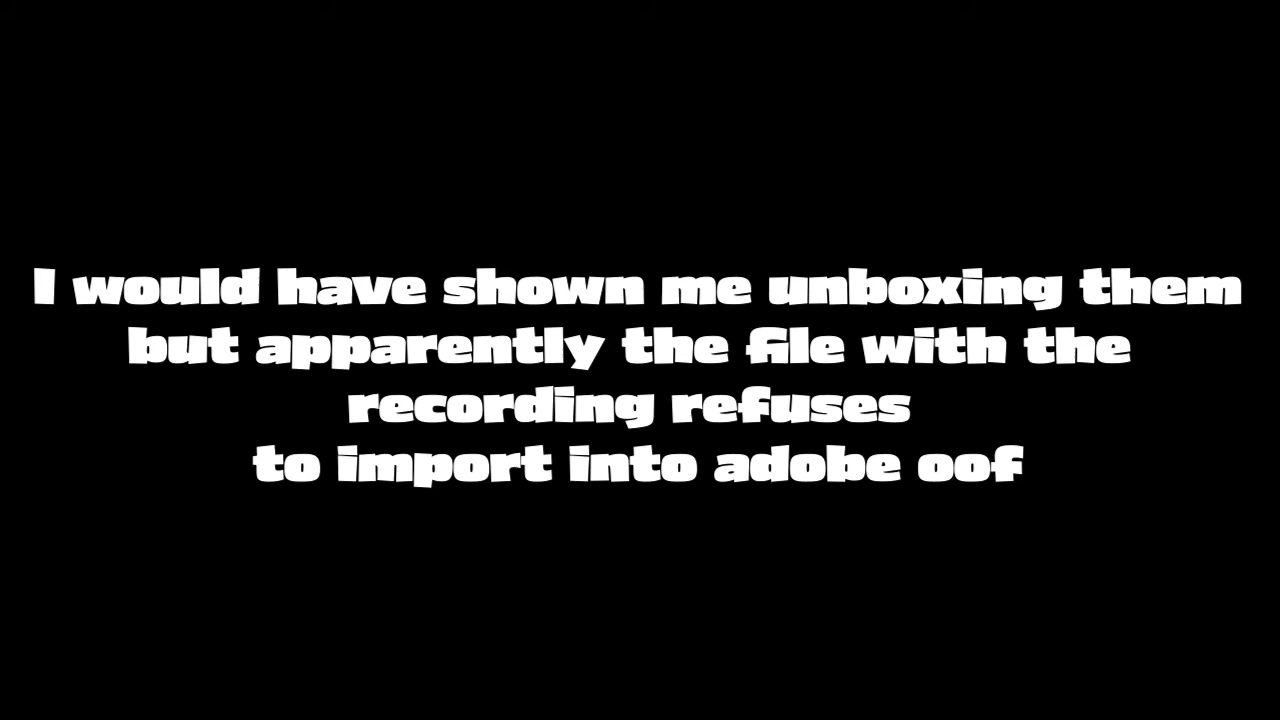 I would have shown me unboxing them
but apparently the file with the
recording refuses
to import into adobe oof